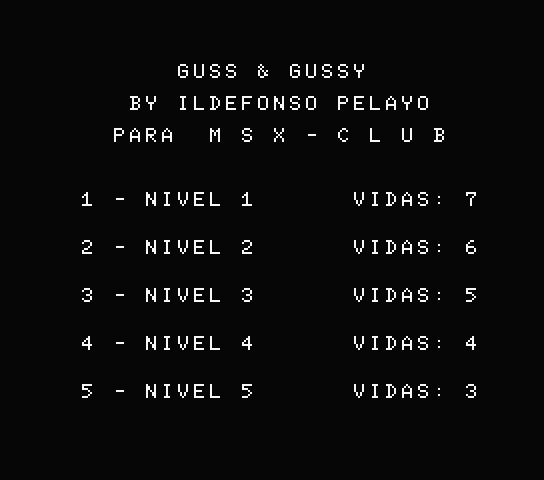 GUSS & GUSSY
BY ILDEFONSO PELAYO
PARA  M S X - C L U B
1 - NIVEL 1      VIDAS: 7
2 - NIVEL 2      VIDAS: 6
3 - NIVEL 3      VIDAS: 5
4 - NIVEL 4      VIDAS: 4
5 - NIVEL 5      VIDAS: 3